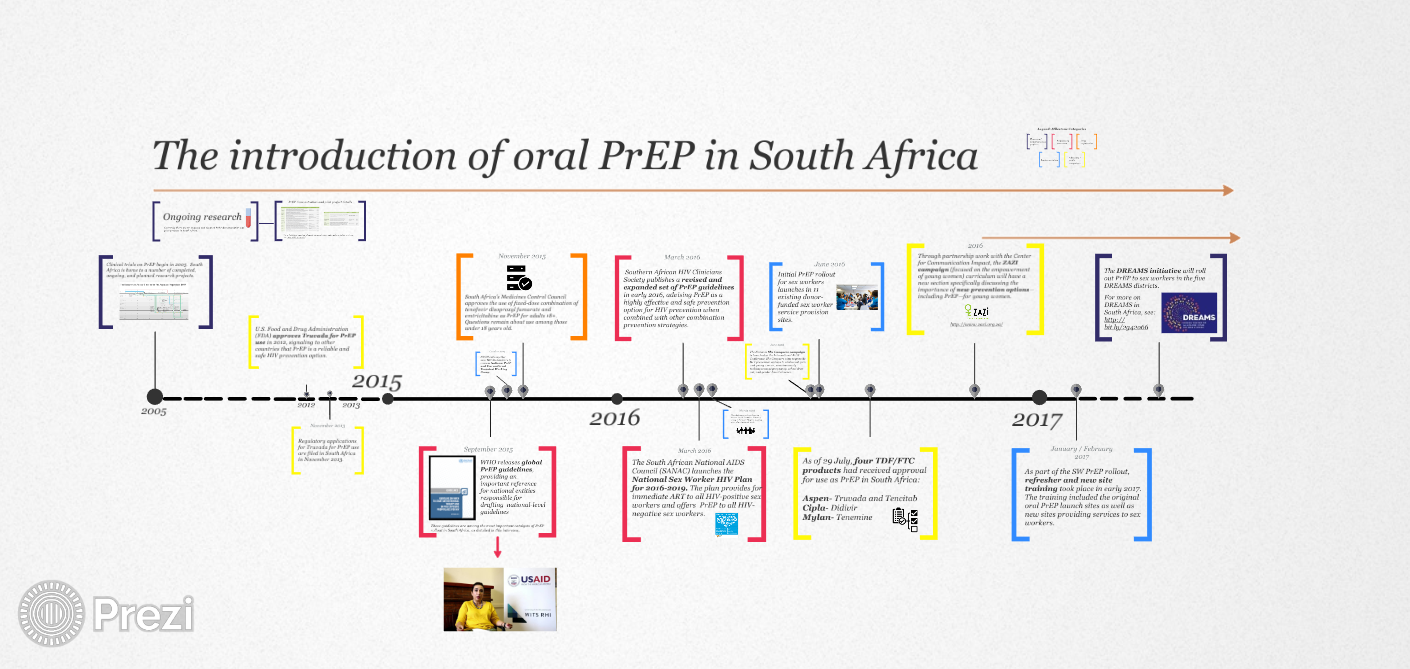 The introduction of oral PrEP in South Africa
Ongoing research
Clinical trials on PrEP begin in 2005. South
Africa is home to a number of completed,
ongoing, and planned research projects.
2005
U.S. Food and Drug Administration
(FDA) approves Truvada for PrEP
use in 2012, signaling to other
countries that PrEP is a reliable and
safe HIV prevention option.
2012
2013
November 2013
Regulatory applications
for Truvada for PrEP use
are filed in South Africa
in November 2013.
2015
November 2015
South Africa's Medicines Control Council
approves the use of fixed-dose combination of
tenofovir disoproxyl fumarate and
emtricitabine as PrEP for adults 18+.
Questions remain about use among those
under 18 years old.
September 2015
WHO releases global
PrEP guidelines,
providing an
important reference
for national entities
responsible for
drafting national-level
guidelines
USAID
WITS RHI
2016
March 2016
Southern African HIV Clinicians
Society publishes a revised and
expanded set of PrEP guidelines
in early 2016, advising PrEP as a
highly effective and safe prevention
option for HIV prevention when
combined with other combination
prevention strategies.
March 2016
The South African National AIDS
Council (SANAC) launches the
National Sex Worker HIV Plan
for 2016-2019. The plan provides for
immediate ART to all HIV-positive sex
workers and offers PrEP to all HIV-
negative sex workers.
June 2016
Initial PrEP rollout
for sex workers
launches in 11
existing donor-
funded sex worker
service provision
sites.
As of 29 July, four TDF/FTC
products had received approval
for use as PrEP in South Africa:
Aspen- Truvada and Tencitab
Cipla- Didivir
Mylan- Tenemine
2016
Through partnership work with the Center
for Communication Impact, the ZAZI
campaign (focused on the empowerment
of young women) curriculum will have a
new section specifically discussing the
importance of new prevention options—
including PrEP—for young women.
ZAZI
http://www.zazi.org.za/
2017
The DREAMS initiative will roll
out PrEP to sex workers in the five
DREAMS districts.
For more on
DREAMS in
South Africa, see:
http://
bit.ly/2942o66
DREAMS
January / February
2017
As part of the SW PrEP rollout,
refresher and new site
training took place in early 2017.
The training included the original
oral PrEP launch sites as well as
new sites providing services to sex
workers.
Prezi